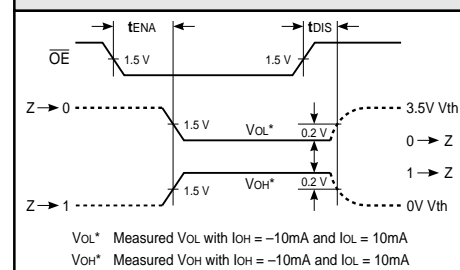 tENA tDIS
OE 1.5 V 1.5 V
Z 0 3.5V Vth
1.5 V VOL* 0.2 V
0 Z
1 Z
1.5 V VOH* 0.2 V
Z 1 0V Vth
VOL* Measured VOL with IOH = –10mA and IOL = 10mA
VOH* Measured VOH with IOH = –10mA and IOL = 10mA